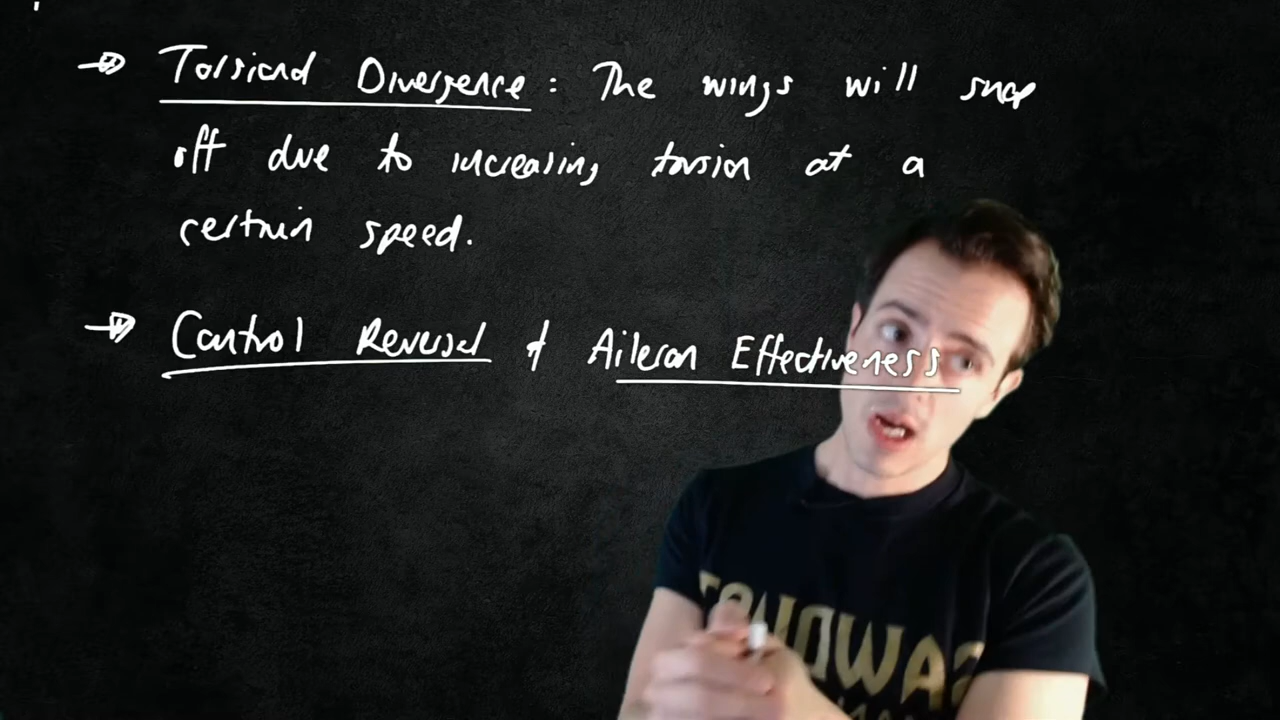 Torsional Divergence : The wings will snap
off due to increasing torsion at a
certain speed.
Control Reversal & Aileron Effectiveness